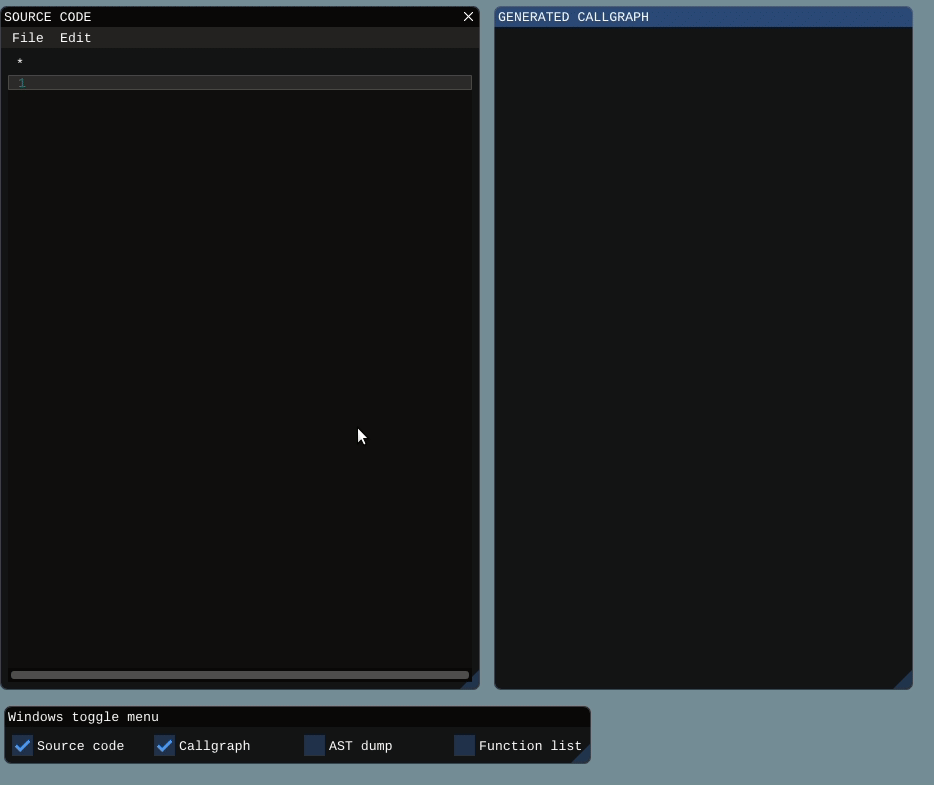 SOURCE CODE
File Edit
*
1
GENERATED CALLGRAPH
Windows toggle menu
Source code Callgraph AST dump Function list